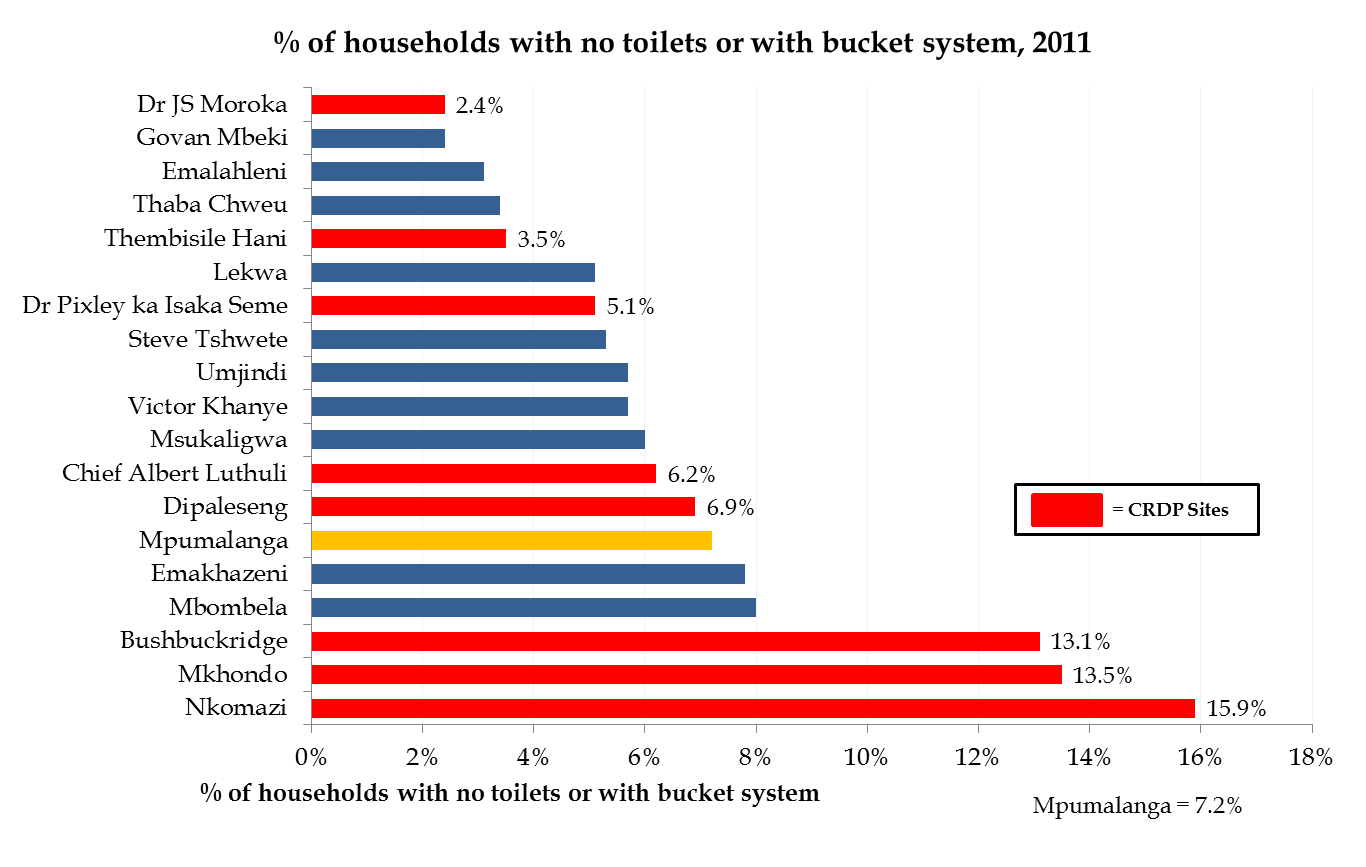 % of households with no toilets or with bucket system, 2011
Dr JS Moroka 2.4%
Govan Mbeki
Emalahleni
Thaba Chweu
Thembisile Hani 3.5%
Lekwa
Dr Pixley ka Isaka Seme 5.1%
Steve Tshwete
Umjindi
Victor Khanye
Msukaligwa
Chief Albert Luthuli 6.2%
Dipaleseng 6.9%
= CRDP Sites
Mpumalanga
Emakhazeni
Mbombela
Bushbuckridge 13.1%
Mkhondo 13.5%
Nkomazi 15.9%
0% 2% 4% 6% 8% 10% 12% 14% 16% 18%
% of households with no toilets or with bucket system
Mpumalanga = 7.2%